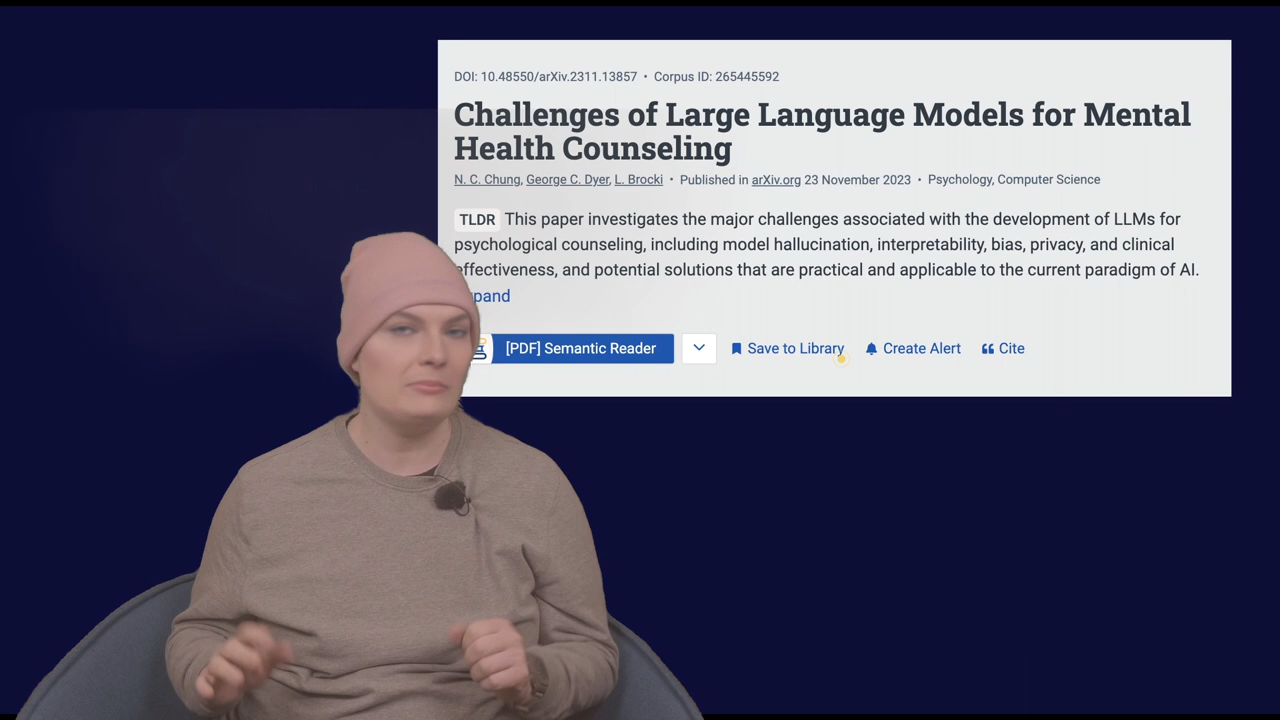 DOI: 10.48550/arXiv.2311.13857 • Corpus ID: 265445592
Challenges of Large Language Models for Mental
Health Counseling
N. C. Chung, George C. Dyer, L. Brocki • Published in arXiv.org 23 November 2023 • Psychology, Computer Science
TLDR This paper investigates the major challenges associated with the development of LLMs for
psychological counseling, including model hallucination, interpretability, bias, privacy, and clinical
effectiveness, and potential solutions that are practical and applicable to the current paradigm of AI.
pand
[PDF] Semantic Reader Save to Library Create Alert Cite